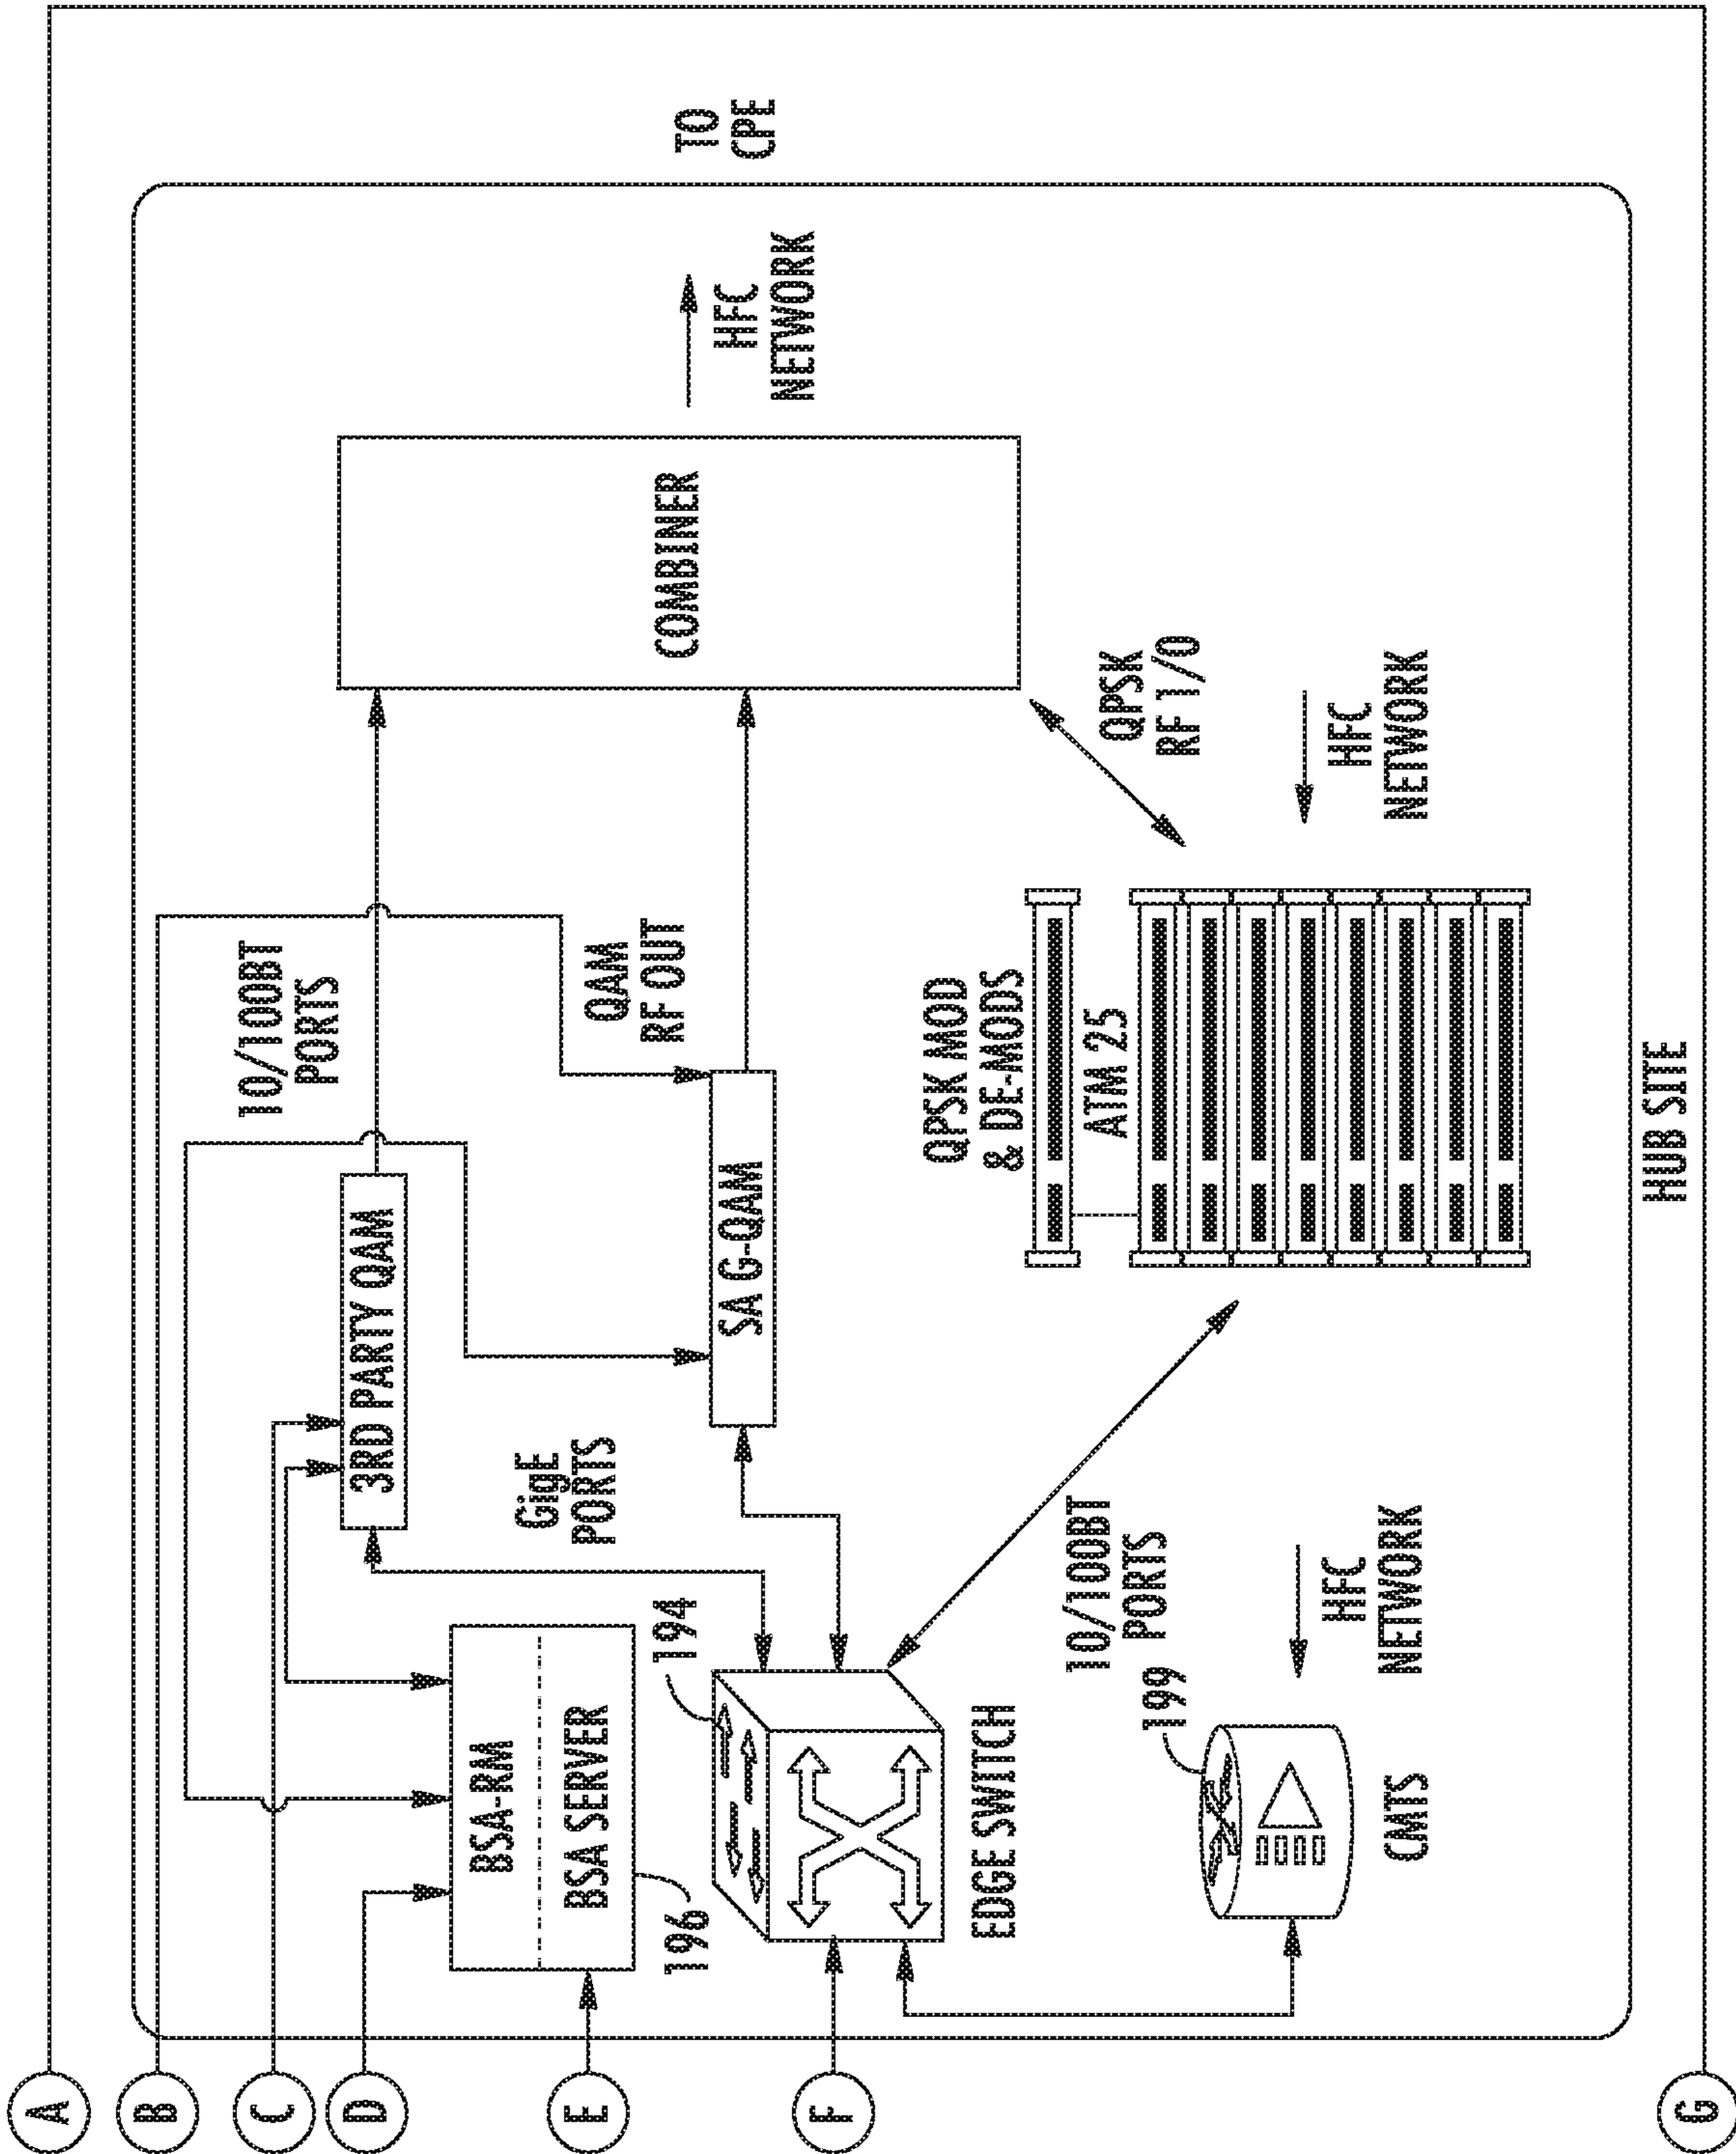 A
B
C
D
E
F
G
TO
CPE
10/100BT
PORTS
3RD PARTY QAM
BSA-RM
BSA SERVER
196
GigE
PORTS
QAM
RF OUT
SA G-QAM
COMBINER
HFC
NETWORK
194
EDGE SWITCH
QPSK MOD
& DE-MODS
ATM 25
QPSK
RF 1/0
10/100BT
PORTS
199
CMTS
HFC
NETWORK
HFC
NETWORK
HUB SITE